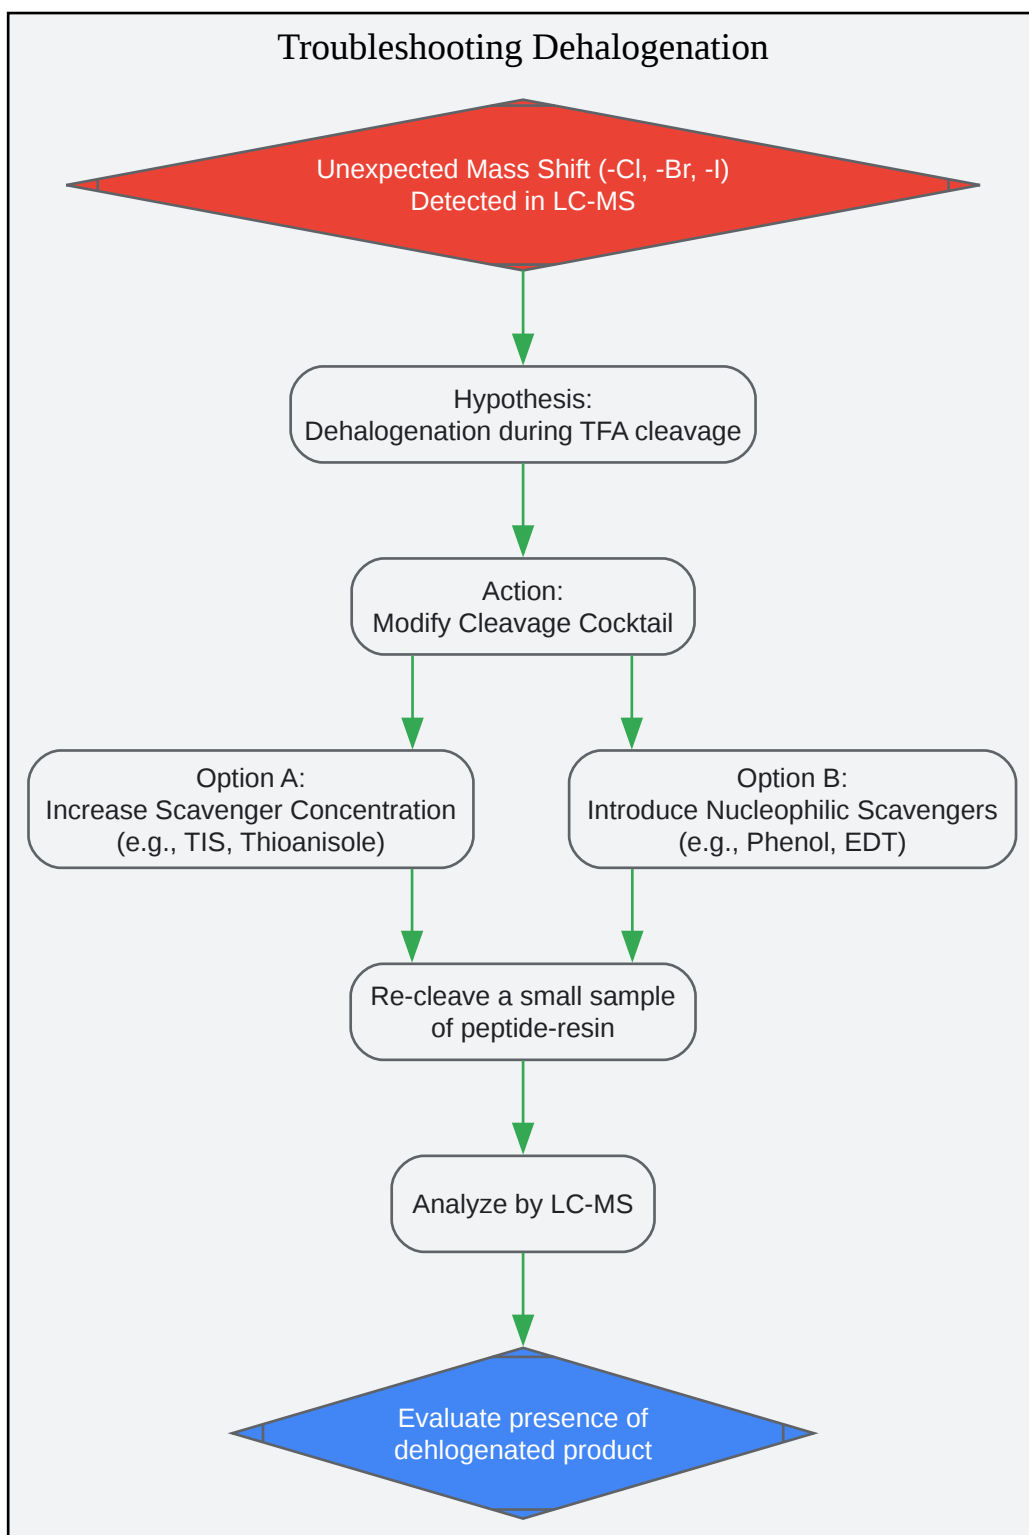 Troubleshooting Dehalogenation
Unexpected Mass Shift (-Cl, -Br, -I)
Detected in LC-MS
Hypothesis:
Dehalogenation during TFA cleavage
Action:
Modify Cleavage Cocktail
Option A:
Increase Scavenger Concentration
(e.g., TIS, Thioanisole)
Option B:
Introduce Nucleophilic Scavengers
(e.g., Phenol, EDT)
Re-cleave a small sample
of peptide-resin
Analyze by LC-MS
Evaluate presence of
dehlogenated product